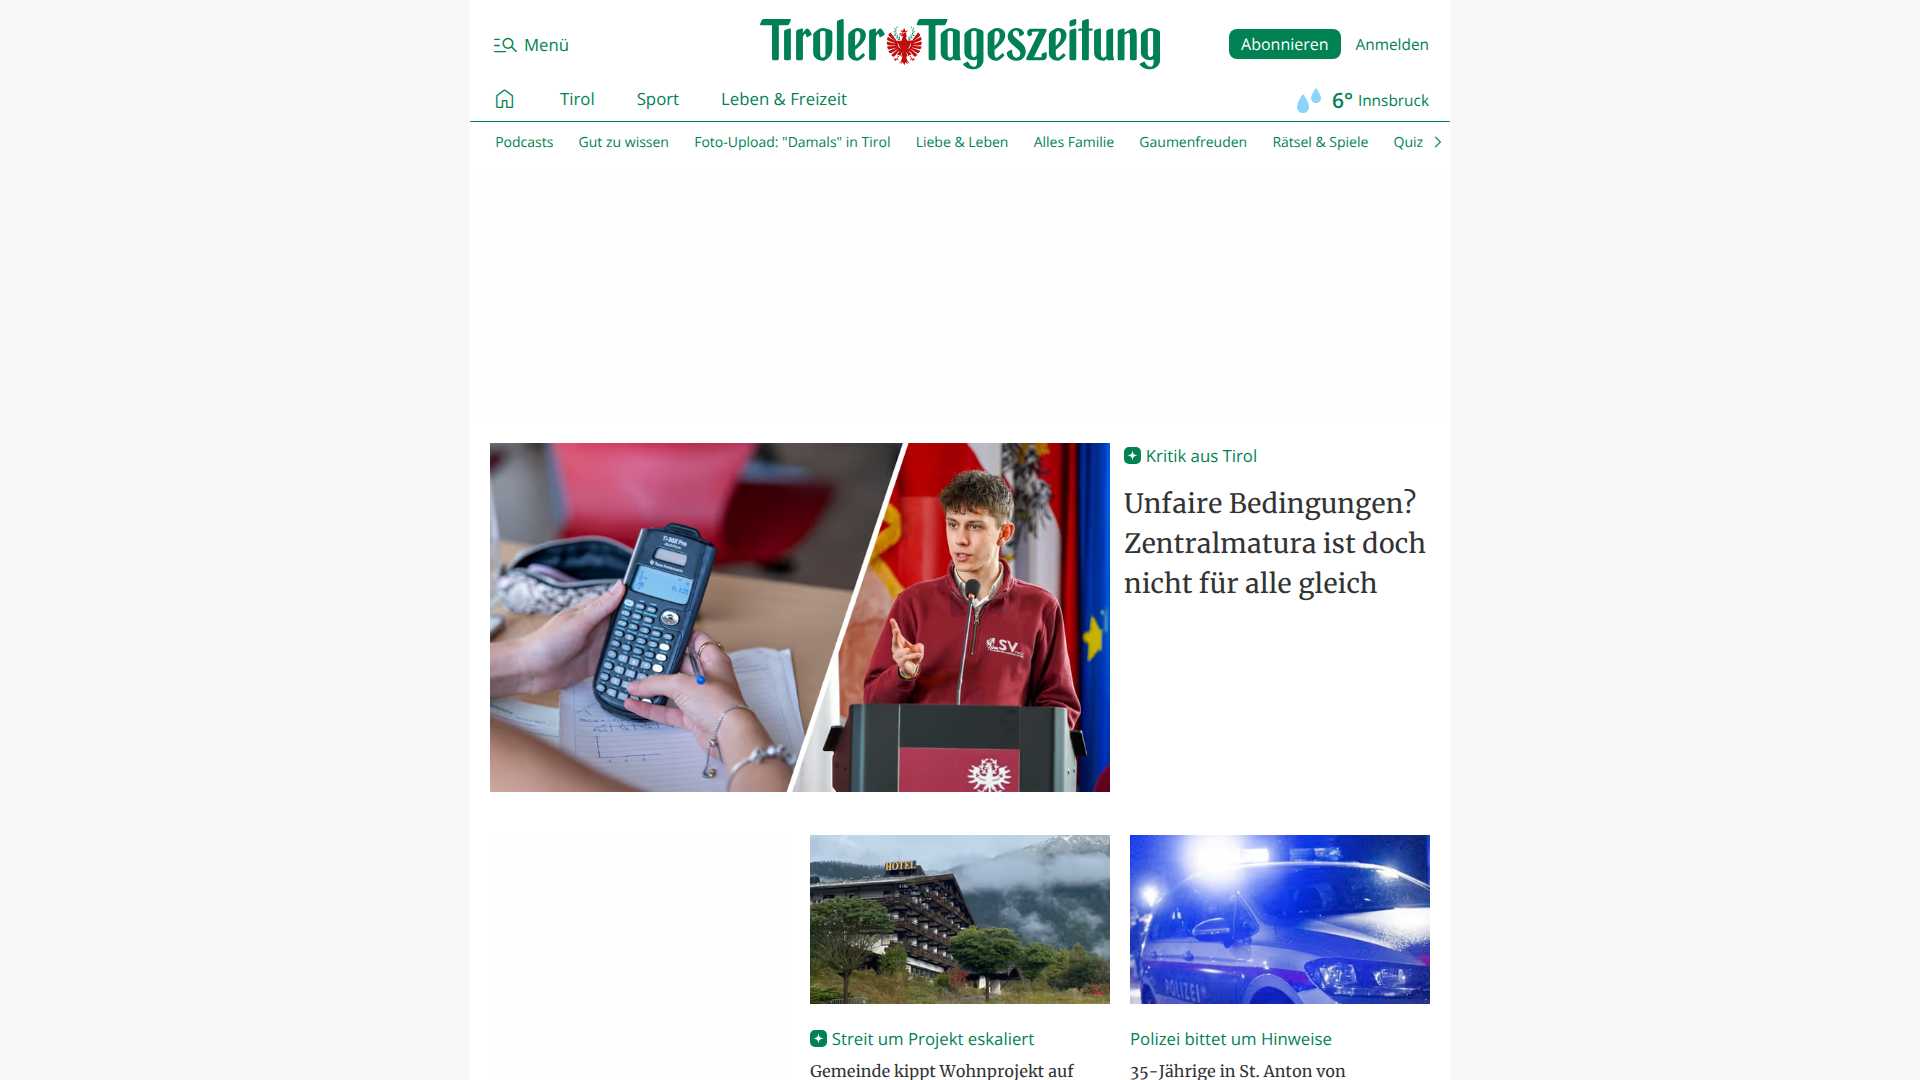 Menü
Tiroler Tageszeitung
Abonnieren
Anmelden
Tirol
Sport
Leben & Freizeit
6° Innsbruck
Podcasts
Gut zu wissen
Foto-Upload: "Damals" in Tirol
Liebe & Leben
Alles Familie
Gaumenfreuden
Rätsel & Spiele
Quiz
Kritik aus Tirol
Unfaire Bedingungen?
Zentralmatura ist doch
nicht für alle gleich
LSV
HOTEL
POLIZEI
Streit um Projekt eskaliert
Gemeinde kippt Wohnprojekt auf
Polizei bittet um Hinweise
35-Jährige in St. Anton von